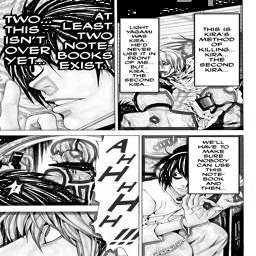 THIS IS
KIRA'S
METHOD
OF
KILLING...
KIRA...
THE
SECOND
KIRA...
LIGHT
YAGAMI
WAS
KIRA...
HE'D
NEVER
USE IT IN
FRONT
OF ME...
BUT...
KIRA...
THE
SECOND
KIRA...
AT
LEAST
TWO
NOTE-
BOOKS
EXIST...
TWO...
THIS
ISN'T
OVER
YET...
WE'LL
HAVE TO
MAKE
SURE
NOBODY
CAN USE
THIS
NOTE-
BOOK
AND
THEN...
AHHHH!!!